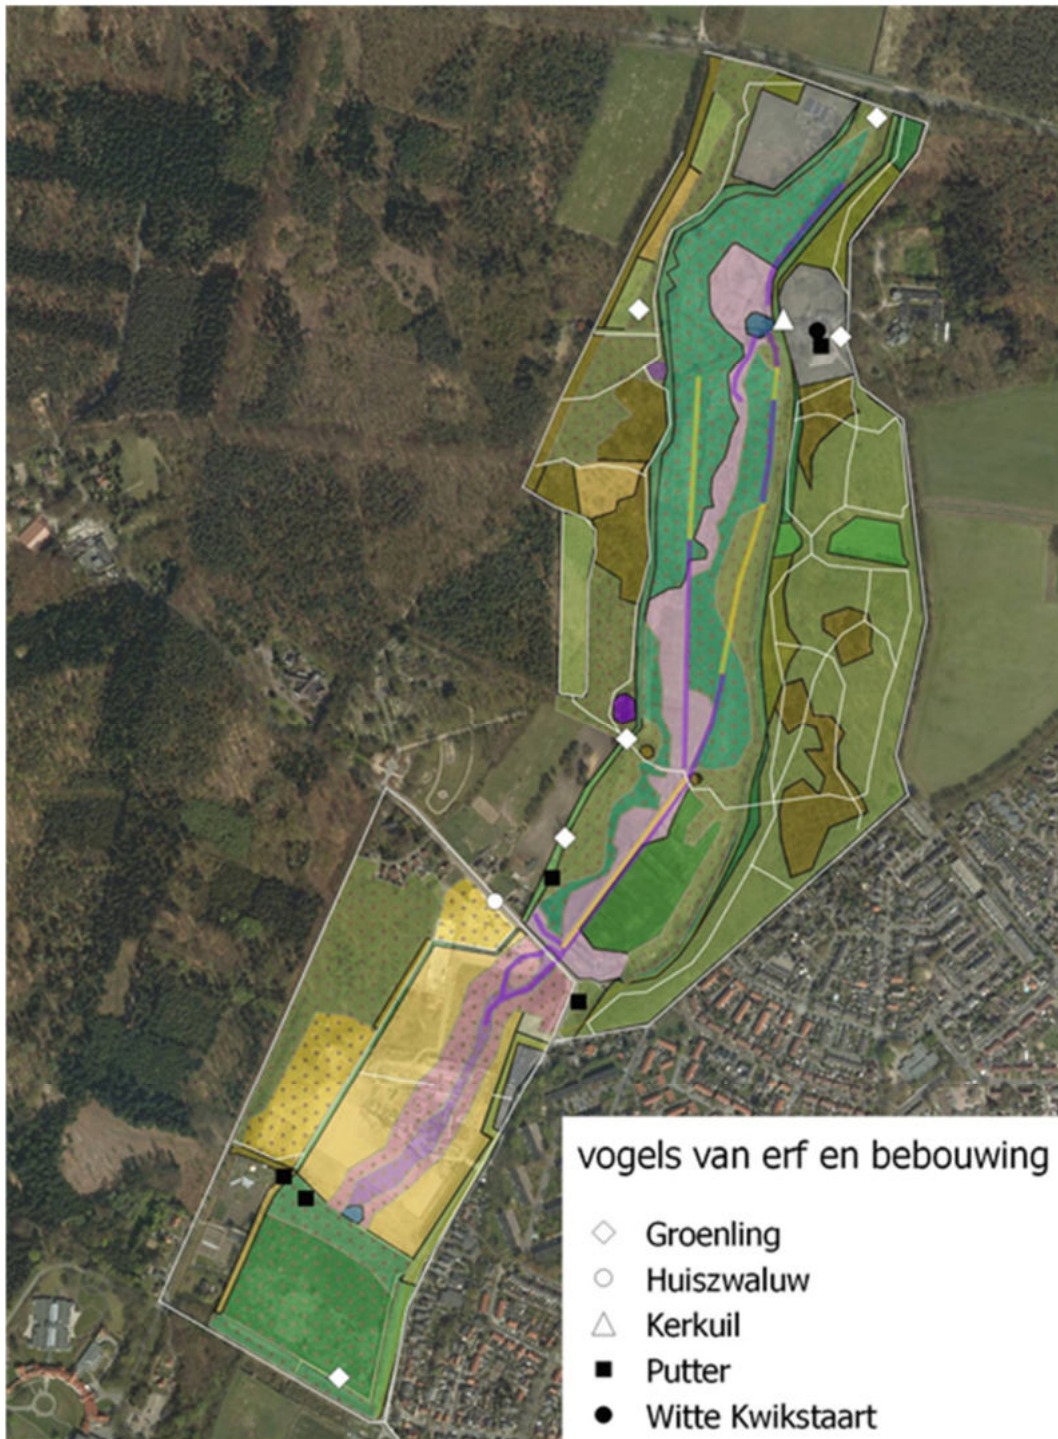 vogels van erf en bebouwing
Groenling
Huiszwaluw
Kerkuil
Putter
Witte Kwikstaart